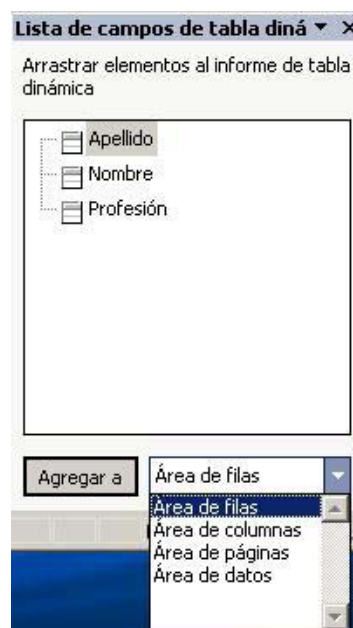 Lista de campos de tabla diná
Arrastrar elementos al informe de tabla
dinámica
Apellido
Nombre
Profesión
Agregar a
Área de filas
Área de filas
Área de columnas
Área de páginas
Área de datos